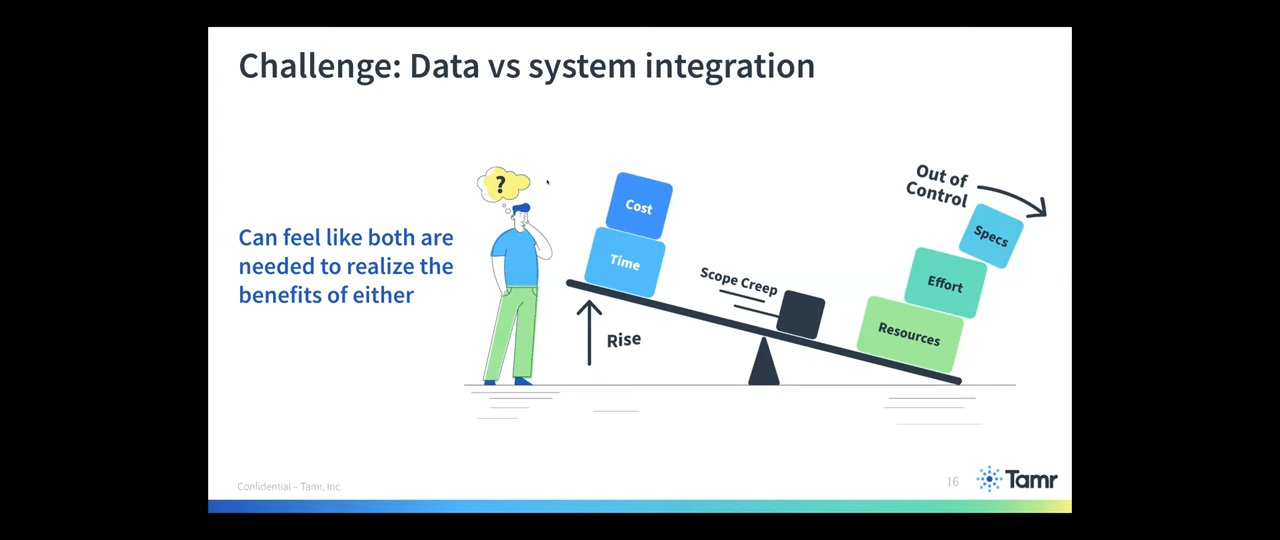 Challenge: Data vs system integration
?
Can feel like both are
needed to realize the
benefits of either
Cost
Time
Rise
Scope Creep
Out of
Control
Specs
Effort
Resources
Confidential – Tamr, Inc.
16
Tamr